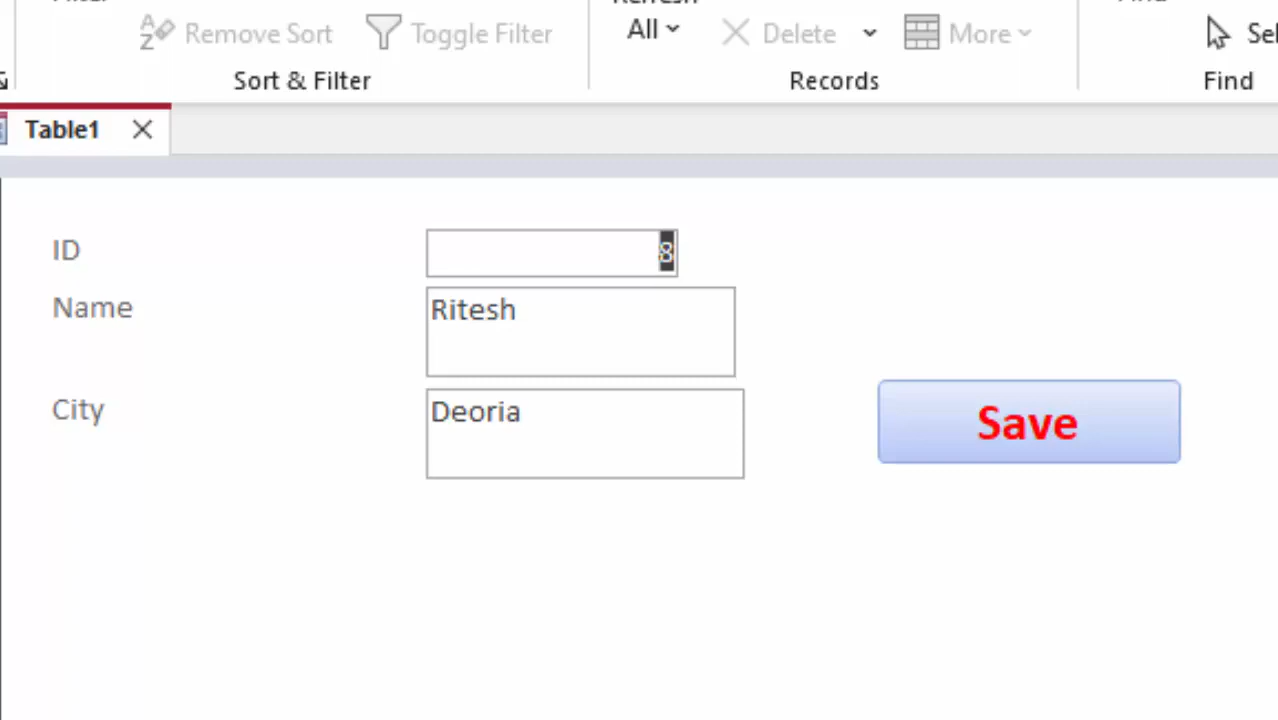 Remove Sort
Toggle Filter
All
Delete
More
Sort & Filter
Records
Find
Table1
ID
8
Name
Ritesh
City
Deoria
Save